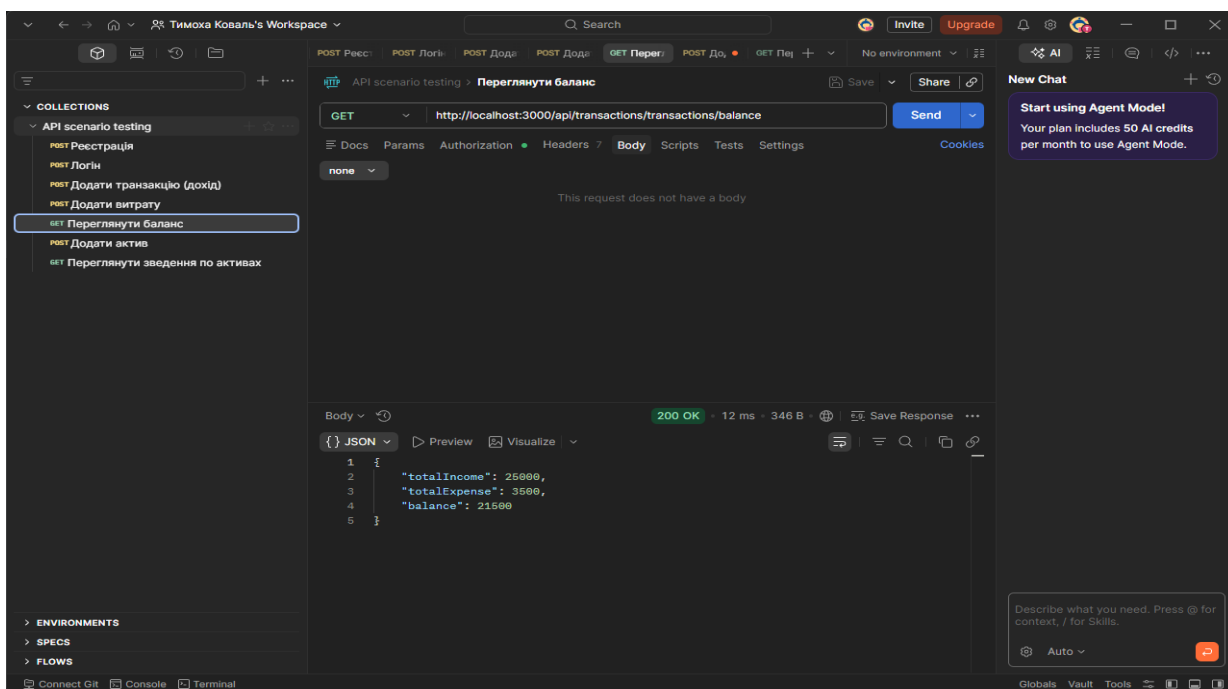 Тимоха Коваль's Workspace
Search
Invite
Upgrade
POST Реєст
POST Логін
POST Дода
POST Дода
GET Перегл
POST До,
GET Пер
No environment
AI
API scenario testing > Переглянути баланс
Save
Share
New Chat
COLLECTIONS
API scenario testing
POST Реєстрація
POST Логін
POST Додати транзакцію (дохід)
POST Додати витрату
GET Переглянути баланс
POST Додати актив
GET Переглянути зведення по активах
GET
http://localhost:3000/api/transactions/transactions/balance
Send
Docs Params Authorization Headers 7 Body Scripts Tests Settings
Cookies
none
This request does not have a body
Start using Agent Mode!
Your plan includes 50 AI credits
per month to use Agent Mode.
Body
200 OK
12 ms
346 B
e.g. Save Response
{} JSON
Preview
Visualize
1 {
2 "totalIncome": 25000,
3 "totalExpense": 3500,
4 "balance": 21500
5 }
ENVIRONMENTS
SPECS
FLOWS
Describe what you need. Press @ for
context, / for Skills.
Auto
Connect Git Console Terminal
Globals Vault Tools